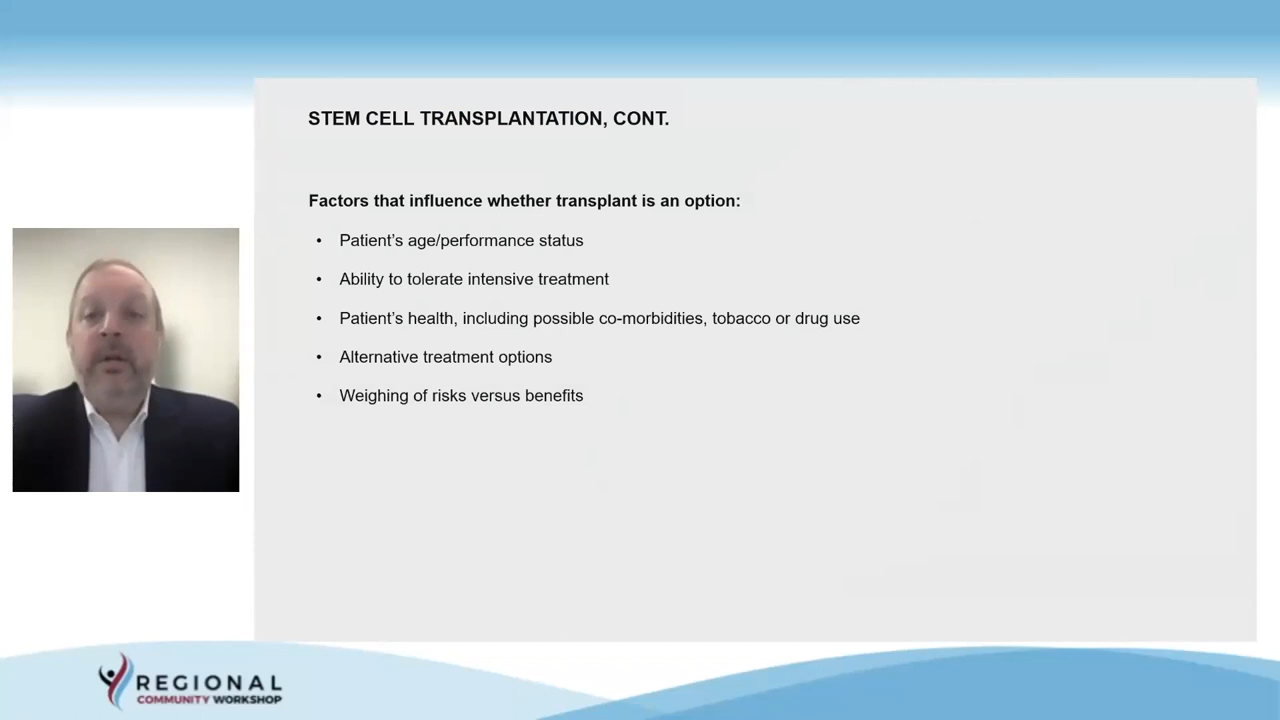 STEM CELL TRANSPLANTATION, CONT.
Factors that influence whether transplant is an option:
• Patient’s age/performance status
• Ability to tolerate intensive treatment
• Patient’s health, including possible co-morbidities, tobacco or drug use
• Alternative treatment options
• Weighing of risks versus benefits
REGIONAL
COMMUNITY WORKSHOP